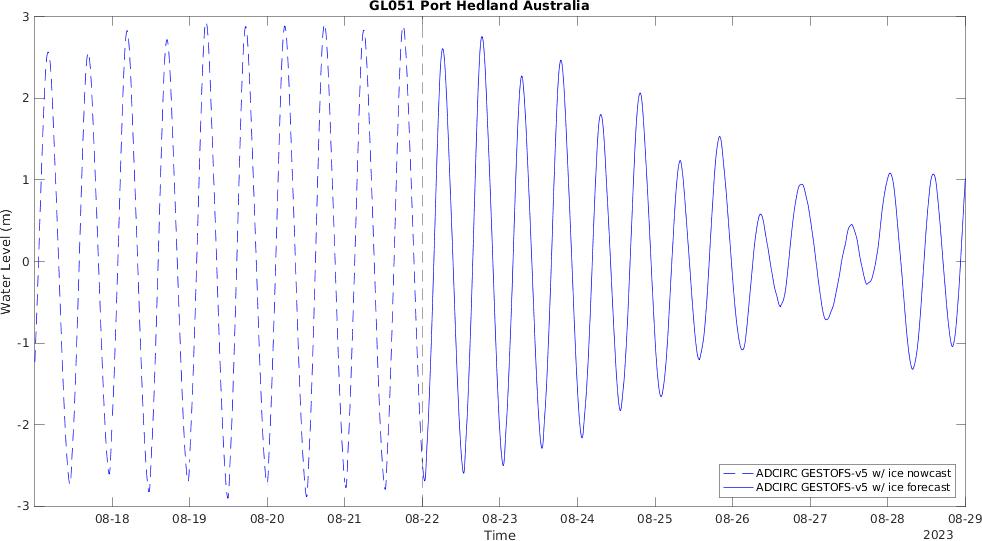 GL051 Port Hedland Australia
3
2
1
0
-1
-2
-3
Water Level (m)
ADCIRC GESTOFS-v5 w/ ice nowcast
ADCIRC GESTOFS-v5 w/ ice forecast
08-18 08-19 08-20 08-21 08-22 08-23 08-24 08-25 08-26 08-27 08-28 08-29
Time
2023